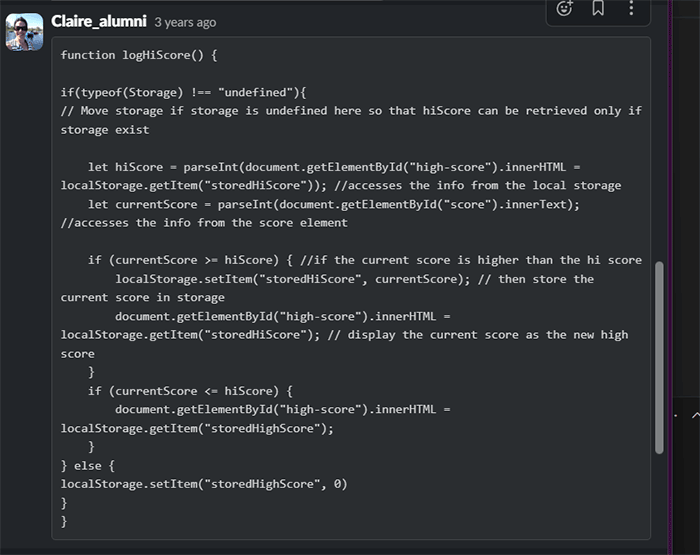 Claire_alumni 3 years ago
function logHiScore() {
if(typeof(Storage) !== "undefined"){
// Move storage if storage is undefined here so that hiScore can be retrieved only if
storage exist
let hiScore = parseInt(document.getElementById("high-score").innerHTML =
localStorage.getItem("storedHiScore")); //accesses the info from the local storage
let currentScore = parseInt(document.getElementById("score").innerText);
//accesses the info from the score element
if (currentScore >= hiScore) { //if the current score is higher than the hi score
localStorage.setItem("storedHiScore", currentScore); // then store the
current score in storage
document.getElementById("high-score").innerHTML =
localStorage.getItem("storedHiScore"); // display the current score as the new high
score
}
if (currentScore <= hiScore) {
document.getElementById("high-score").innerHTML =
localStorage.getItem("storedHighScore");
}
} else {
localStorage.setItem("storedHighScore", 0)
}
}